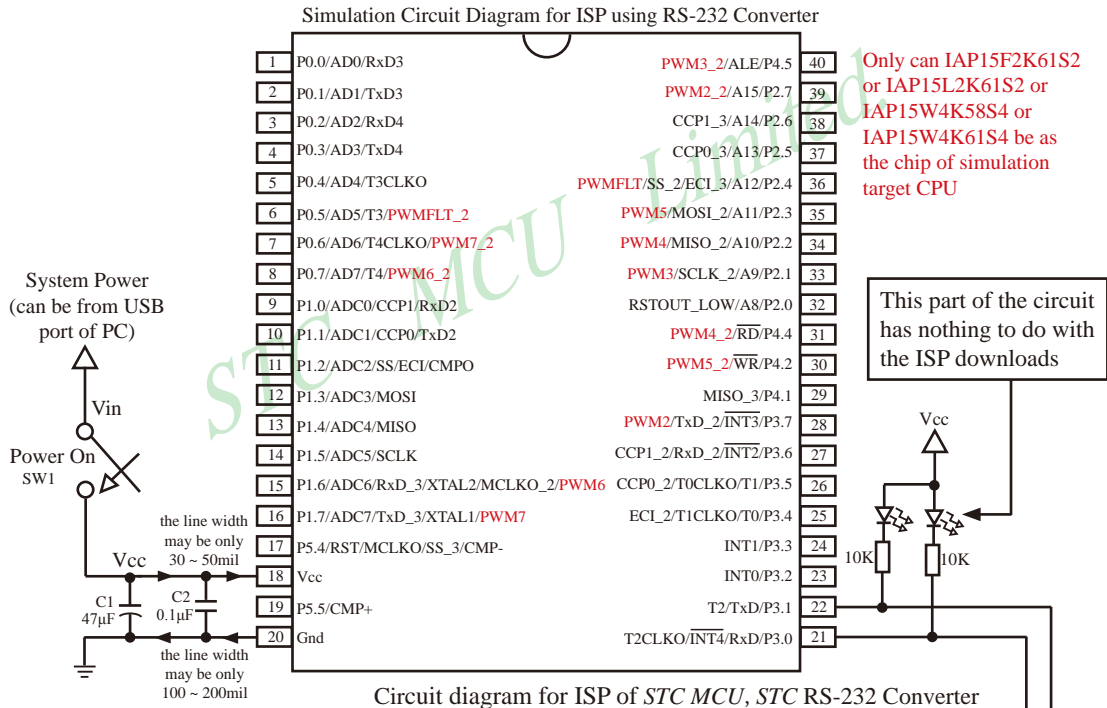 Simulation Circuit Diagram for ISP using RS-232 Converter
1 P0.0/AD0/RxD3
2 P0.1/AD1/TxD3
3 P0.2/AD2/RxD4
4 P0.3/AD3/TxD4
5 P0.4/AD4/T3CLKO
6 P0.5/AD5/T3/PWMFLT_2
7 P0.6/AD6/T4CLKO/PWM7_2
8 P0.7/AD7/T4/PWM6_2
9 P1.0/ADC0/CCP1/RxD2
10 P1.1/ADC1/CCP0/TxD2
11 P1.2/ADC2/SS/ECI/CMPO
12 P1.3/ADC3/MOSI
13 P1.4/ADC4/MISO
14 P1.5/ADC5/SCLK
15 P1.6/ADC6/RxD_3/XTAL2/MCLKO_2/PWM6
16 P1.7/ADC7/TxD_3/XTAL1/PWM7
17 P5.4/RST/MCLKO/SS_3/CMP-
18 Vcc
19 P5.5/CMP+
20 Gnd
PWM3_2/ALE/P4.5 40
PWM2_2/A15/P2.7 39
CCP1_3/A14/P2.6 38
CCP0_3/A13/P2.5 37
PWMFLT/SS_2/ECI_3/A12/P2.4 36
PWM5/MOSI_2/A11/P2.3 35
PWM4/MISO_2/A10/P2.2 34
PWM3/SCLK_2/A9/P2.1 33
RSTOUT_LOW/A8/P2.0 32
PWM4_2/RD/P4.4 31
PWM5_2/WR/P4.2 30
MISO_3/P4.1 29
PWM2/TxD_2/INT3/P3.7 28
CCP1_2/RxD_2/INT2/P3.6 27
CCP0_2/T0CLKO/T1/P3.5 26
ECI_2/T1CLKO/T0/P3.4 25
INT1/P3.3 24
INT0/P3.2 23
T2/TxD/P3.1 22
T2CLKO/INT4/RxD/P3.0 21
Only can IAP15F2K61S2
or IAP15L2K61S2 or
IAP15W4K58S4 or
IAP15W4K61S4 be as
the chip of simulation
target CPU
System Power
(can be from USB
port of PC)
Vin
Power On
SW1
the line width
may be only
30 ~ 50mil
Vcc
C1
47μF
C2
0.1μF
the line width
may be only
100 ~ 200mil
This part of the circuit
has nothing to do with
the ISP downloads
Vcc
10K
10K
STC MCU Limited.
Circuit diagram for ISP of STC MCU, STC RS-232 Converter